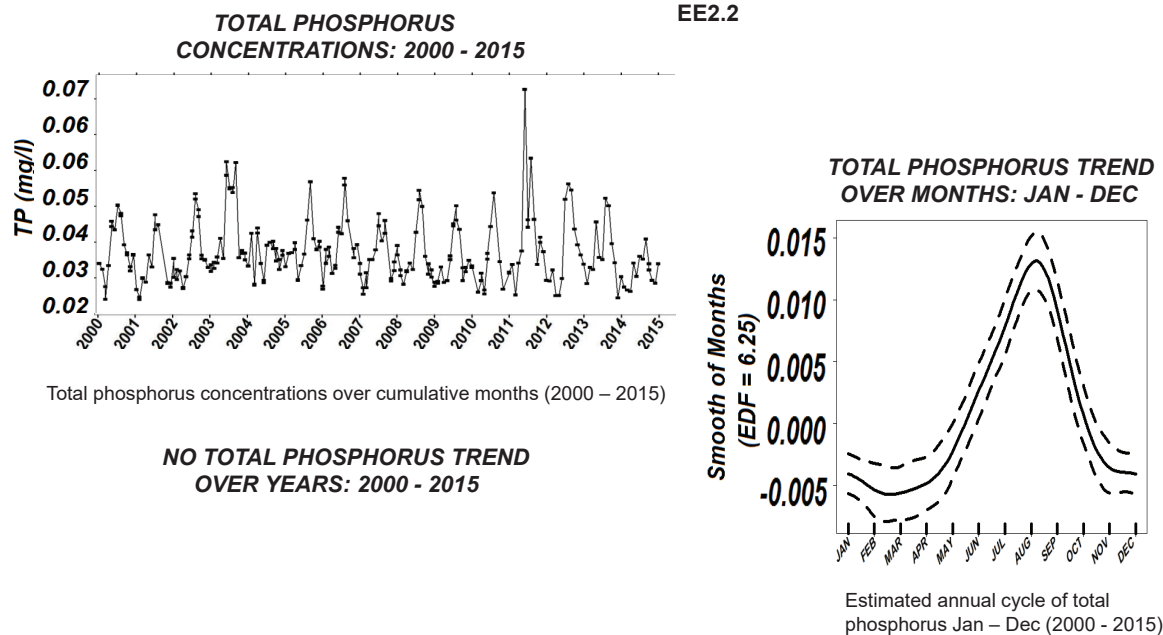 EE2.2
TOTAL PHOSPHORUS
CONCENTRATIONS: 2000 - 2015
TP (mg/l)
0.07
0.06
0.06
0.05
0.04
0.03
0.02
2000
2001
2002
2003
2004
2005
2006
2007
2008
2009
2010
2011
2012
2013
2014
2015
Total phosphorus concentrations over cumulative months (2000 – 2015)
NO TOTAL PHOSPHORUS TREND
OVER YEARS: 2000 - 2015
TOTAL PHOSPHORUS TREND
OVER MONTHS: JAN - DEC
Smooth of Months
(EDF = 6.25)
0.015
0.010
0.005
0.000
-0.005
JAN
FEB
MAR
APR
MAY
JUN
JUL
AUG
SEP
OCT
NOV
DEC
Estimated annual cycle of total
phosphorus Jan – Dec (2000 - 2015)